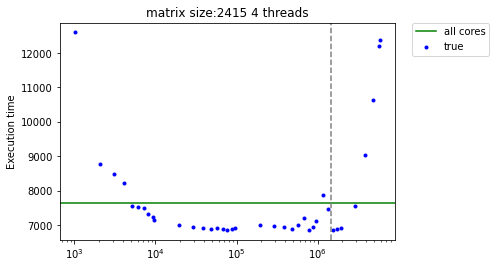 matrix size:2415 4 threads
all cores
true
Execution time
12000
11000
10000
9000
8000
7000
10³
10⁴
10⁵
10⁶